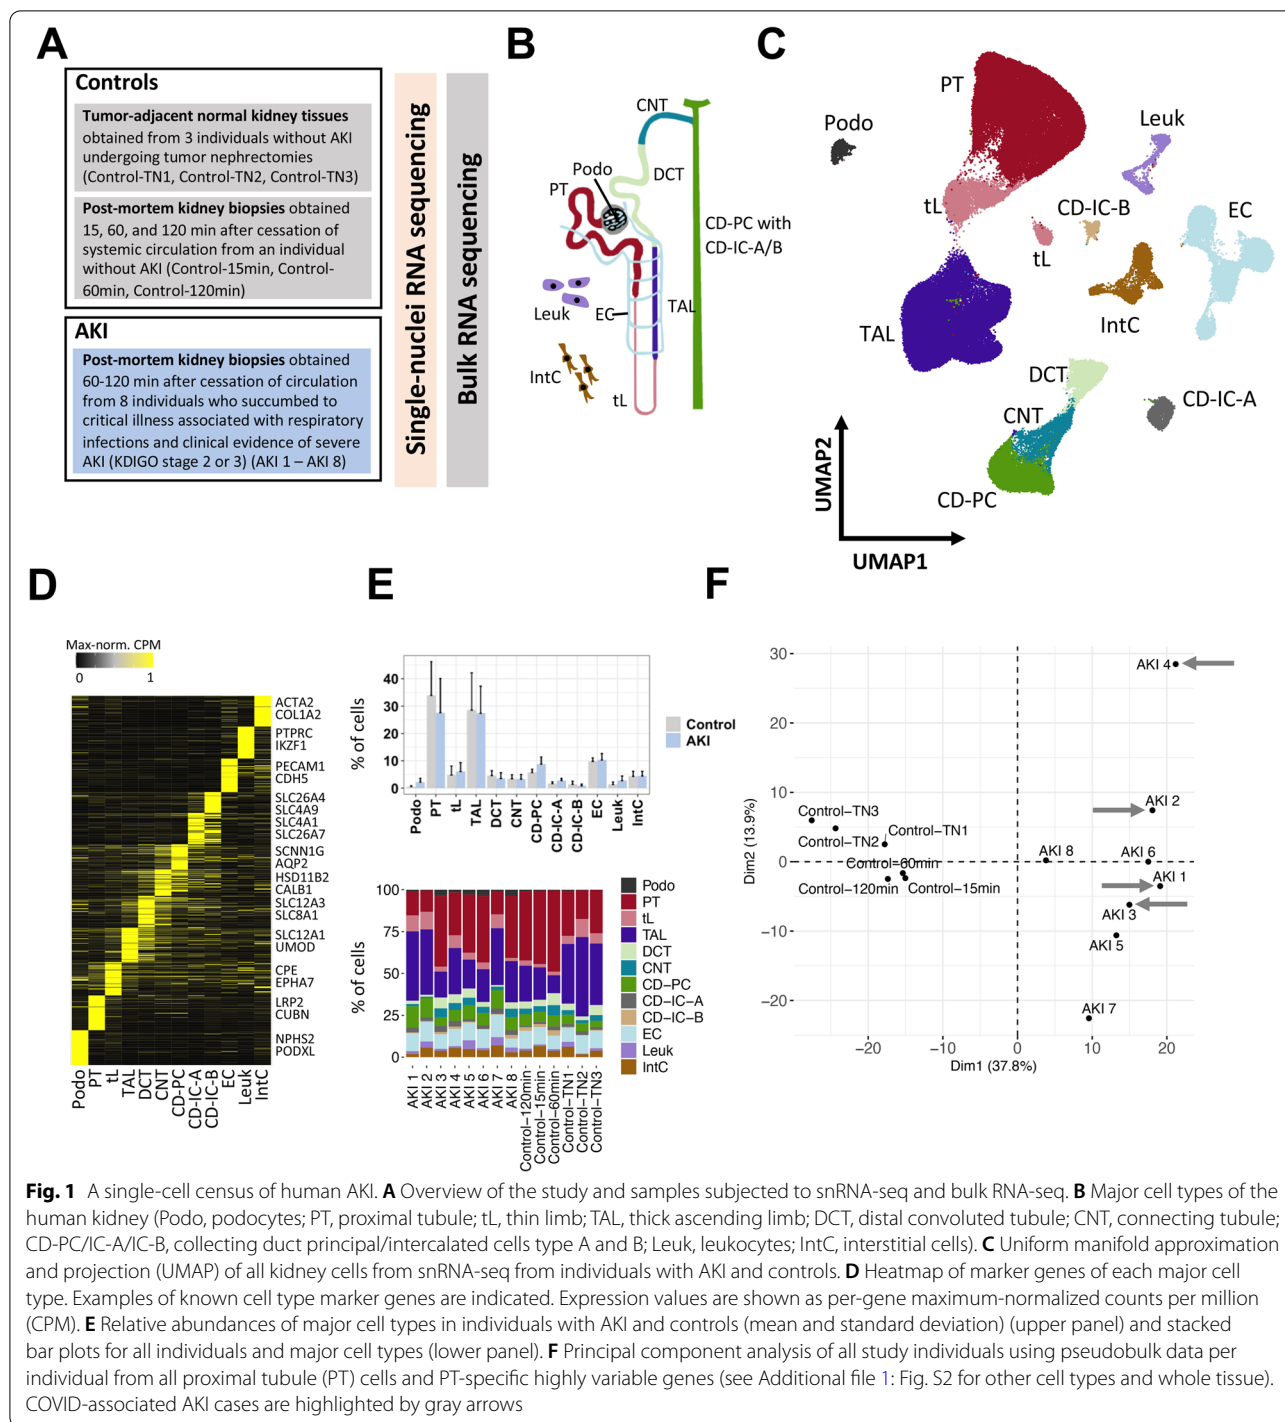 A
Controls
Tumor-adjacent normal kidney tissues
obtained from 3 individuals without AKI
undergoing tumor nephrectomies
(Control-TN1, Control-TN2, Control-TN3)
Post-mortem kidney biopsies obtained
15, 60, and 120 min after cessation of
systemic circulation from an individual
without AKI (Control-15min, Control-
60min, Control-120min)
AKI
Post-mortem kidney biopsies obtained
60-120 min after cessation of circulation
from 8 individuals who succumbed to
critical illness associated with respiratory
infections and clinical evidence of severe
AKI (KDIGO stage 2 or 3) (AKI 1 – AKI 8)
Single-nuclei RNA sequencing
Bulk RNA sequencing
B
CNT
Podo
PT
DCT
CD-PC with
CD-IC-A/B
Leuk
EC
TAL
IntC
tL
C
PT
Podo
Leuk
tL
CD-IC-B
EC
tL
TAL
IntC
DCT
CD-IC-A
CNT
CD-PC
UMAP2
UMAP1
D
Max-norm. CPM
0 1
ACTA2
COL1A2
PTPRC
IKZF1
PECAM1
CDH5
SLC26A4
SLC4A9
SLC4A1
SLC26A7
SCNN1G
AQP2
HSD11B2
CALB1
SLC12A3
SLC8A1
SLC12A1
UMOD
CPE
EPHA7
LRP2
CUBN
NPHS2
PODXL
Podo
PT
tL
TAL
DCT
CNT
CD-PC
CD-IC-A
CD-IC-B
EC
Leuk
IntC
E
% of cells
40
30
20
10
0
Podo
PT
tL
TAL
DCT
CNT
CD-PC
CD-IC-A
CD-IC-B
EC
Leuk
IntC
Control
AKI
% of cells
100
75
50
25
0
AKI 1
AKI 2
AKI 3
AKI 4
AKI 5
AKI 6
AKI 7
AKI 8
Control-120min
Control-15min
Control-60min
Control-TN1
Control-TN2
Control-TN3
Podo
PT
tL
TAL
DCT
CNT
CD-PC
CD-IC-A
CD-IC-B
EC
Leuk
IntC
F
Dim2 (13.9%)
30
20
10
0
−10
−20
AKI 4
AKI 2
Control-TN3
Control-TN1
Control-TN2
AKI 8
AKI 6
Control-60min
AKI 1
Control-120min
Control-15min
AKI 3
AKI 5
AKI 7
−20 −10 0 10 20
Dim1 (37.8%)
Fig. 1 A single-cell census of human AKI. A Overview of the study and samples subjected to snRNA-seq and bulk RNA-seq. B Major cell types of the
human kidney (Podo, podocytes; PT, proximal tubule; tL, thin limb; TAL, thick ascending limb; DCT, distal convoluted tubule; CNT, connecting tubule;
CD-PC/IC-A/IC-B, collecting duct principal/intercalated cells type A and B; Leuk, leukocytes; IntC, interstitial cells). C Uniform manifold approximation
and projection (UMAP) of all kidney cells from snRNA-seq from individuals with AKI and controls. D Heatmap of marker genes of each major cell
type. Examples of known cell type marker genes are indicated. Expression values are shown as per-gene maximum-normalized counts per million
(CPM). E Relative abundances of major cell types in individuals with AKI and controls (mean and standard deviation) (upper panel) and stacked
bar plots for all individuals and major cell types (lower panel). F Principal component analysis of all study individuals using pseudobulk data per
individual from all proximal tubule (PT) cells and PT-specific highly variable genes (see Additional file 1: Fig. S2 for other cell types and whole tissue).
COVID-associated AKI cases are highlighted by gray arrows